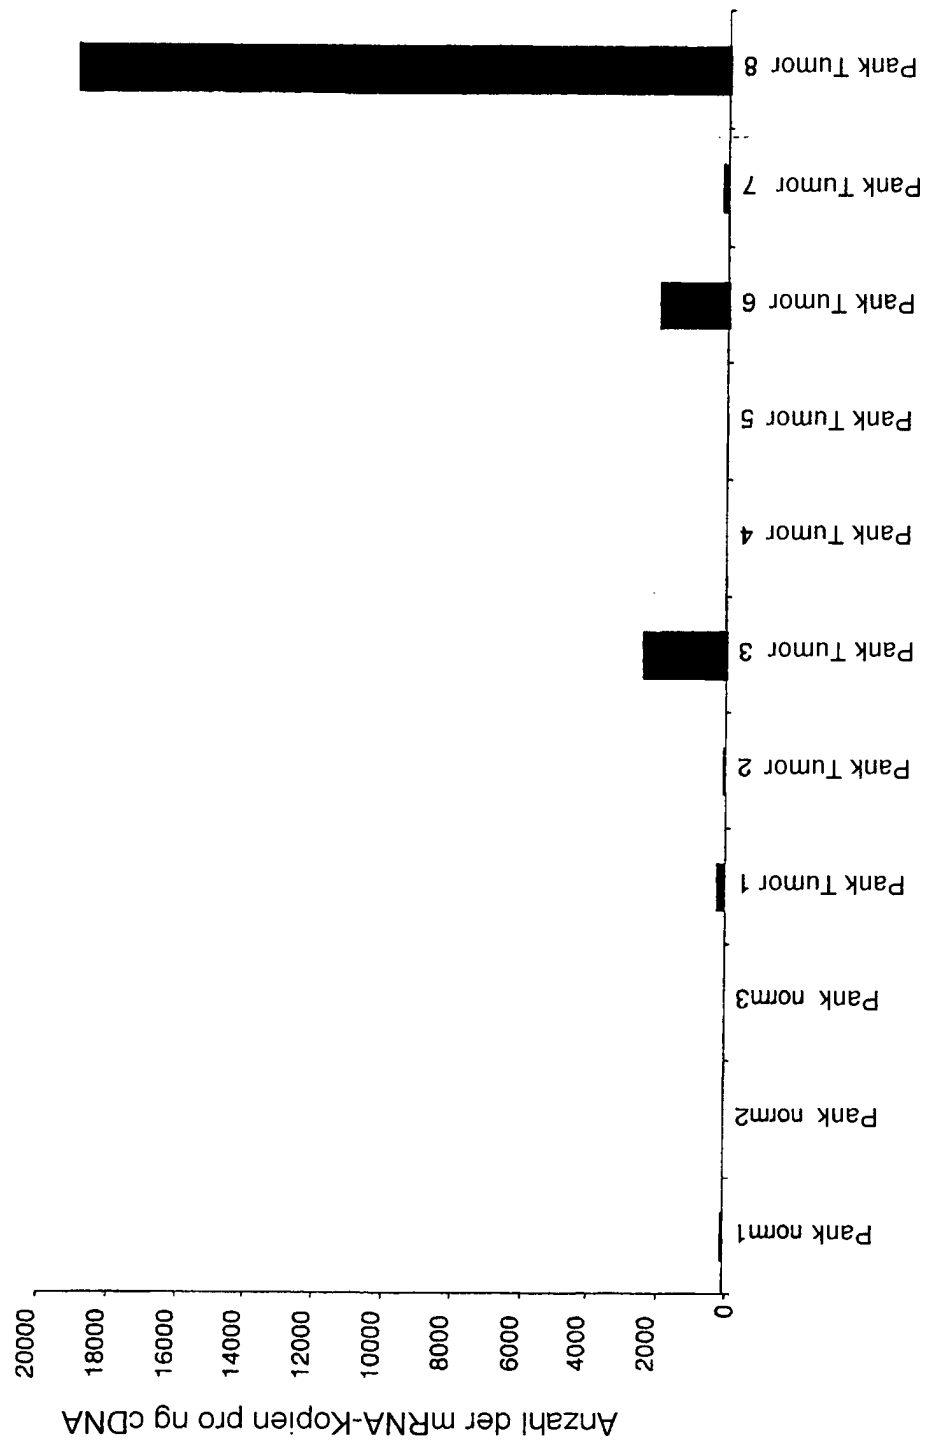 Anzahl der mRNA-Kopien pro ng cDNA
20000
18000
16000
14000
12000
10000
8000
6000
4000
2000
0
Pank norm1
Pank norm2
Pank norm3
Pank Tumor 1
Pank Tumor 2
Pank Tumor 3
Pank Tumor 4
Pank Tumor 5
Pank Tumor 6
Pank Tumor 7
Pank Tumor 8